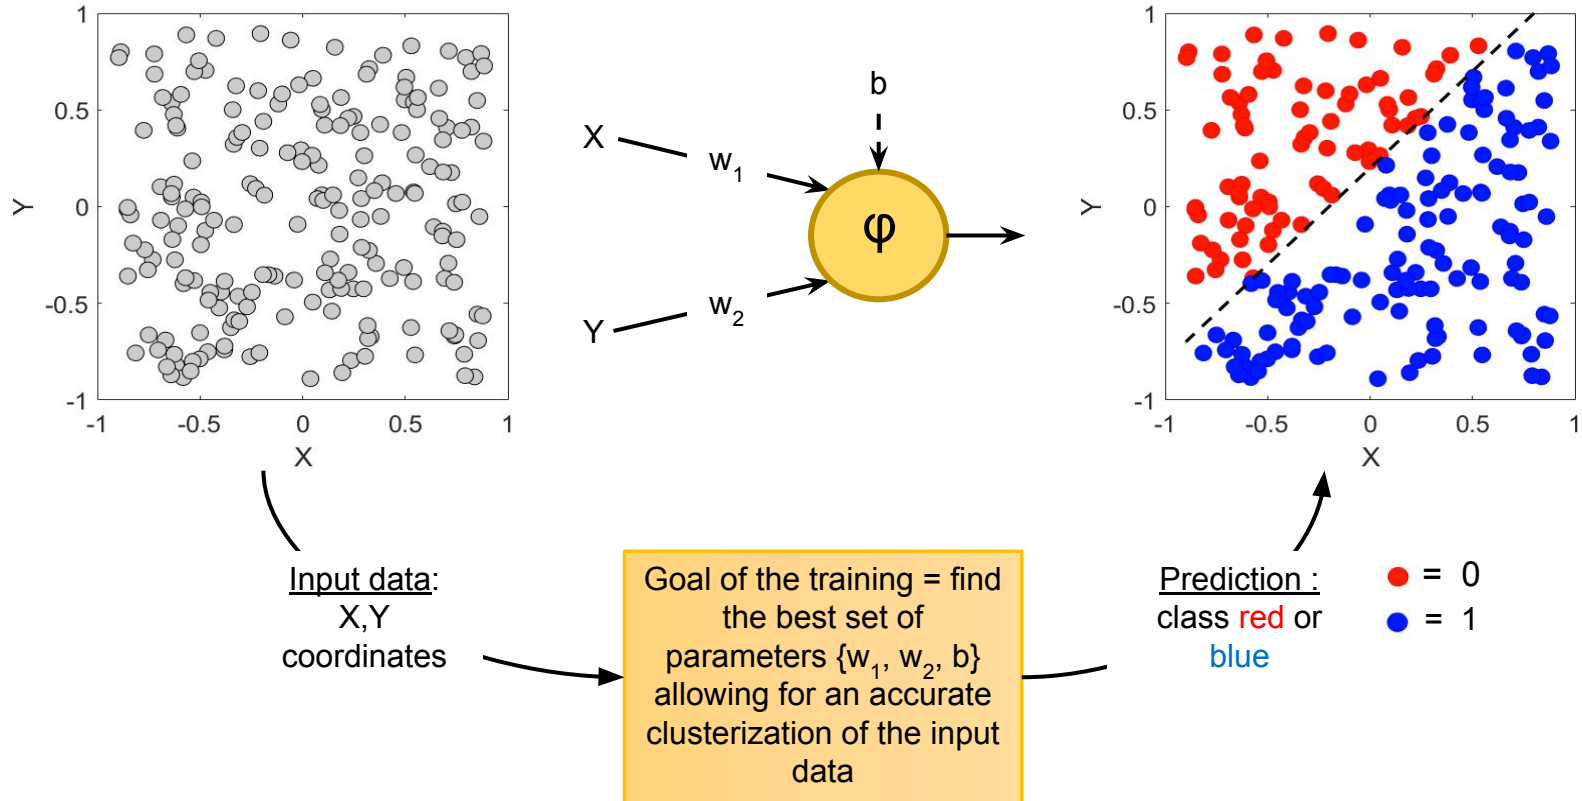 1
0.5
0
-0.5
-1
Y
-1
-0.5
0
0.5
1
X
X
Y
w1
w2
b
φ
1
0.5
0
-0.5
-1
Y
-1
-0.5
0
0.5
1
X
Input data:
X,Y
coordinates
Goal of the training = find
the best set of
parameters {w1, w2, b}
allowing for an accurate
clusterization of the input
data
Prediction :
class red or
blue
= 0
= 1